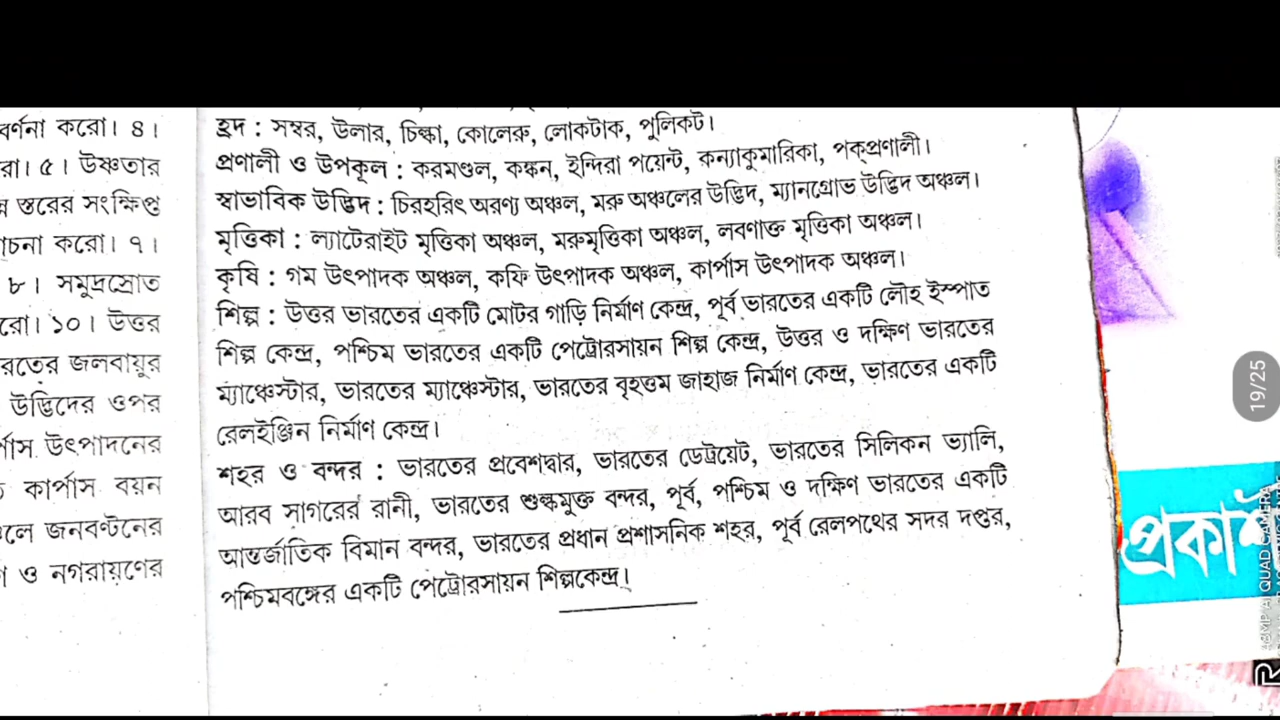 বর্ণনা করো। ৪।
রো। ৫। উষ্ণতার
স্তরের সংক্ষিপ্ত
চনা করো। ৭।
৮। সমুদ্রস্রোত
রো। ১০। উত্তর
রতের জলবায়ুর
উদ্ভিদের ওপর
উৎপাদনের
কার্পাস বয়ন
জনবণ্টনের
ও নগরায়ণের
হ্রদ : সম্বর, উলার, চিল্কা, কোলেরু, লোকটাক, পুলিকট।
প্রণালী ও উপকূল : করমণ্ডল, কঙ্কন, ইন্দিরা পয়েন্ট, কন্যাকুমারিকা, পক্‌প্রণালী।
স্বাভাবিক উদ্ভিদ : চিরহরিৎ অরণ্য অঞ্চল, মরু অঞ্চলের উদ্ভিদ, ম্যানগ্রোভ উদ্ভিদ অঞ্চল।
মৃত্তিকা : ল্যাটেরাইট মৃত্তিকা অঞ্চল, মরুমৃত্তিকা অঞ্চল, লবণাক্ত মৃত্তিকা অঞ্চল।
কৃষি : গম উৎপাদক অঞ্চল, কফি উৎপাদক অঞ্চল, কার্পাস উৎপাদক অঞ্চল।
শিল্প : উত্তর ভারতের একটি মোটর গাড়ি নির্মাণ কেন্দ্র, পূর্ব ভারতের একটি লৌহ ইস্পাত
শিল্প কেন্দ্র, পশ্চিম ভারতের একটি পেট্রোরসায়ন শিল্প কেন্দ্র, উত্তর ও দক্ষিণ ভারতের
ম্যাঞ্চেস্টার, ভারতের ম্যাঞ্চেস্টার, ভারতের বৃহত্তম জাহাজ নির্মাণ কেন্দ্র, ভারতের একটি
রেলইঞ্জিন নির্মাণ কেন্দ্র।
শহর ও বন্দর : ভারতের প্রবেশদ্বার, ভারতের ডেট্রয়েট, ভারতের সিলিকন ভ্যালি,
আরব সাগরের রানী, ভারতের শুল্কমুক্ত বন্দর, পূর্ব, পশ্চিম ও দক্ষিণ ভারতের একটি
আন্তর্জাতিক বিমান বন্দর, ভারতের প্রধান প্রশাসনিক শহর, পূর্ব রেলপথের সদর দপ্তর,
পশ্চিমবঙ্গের একটি পেট্রোরসায়ন শিল্পকেন্দ্র।
19/25
AI QUAD CAMERA